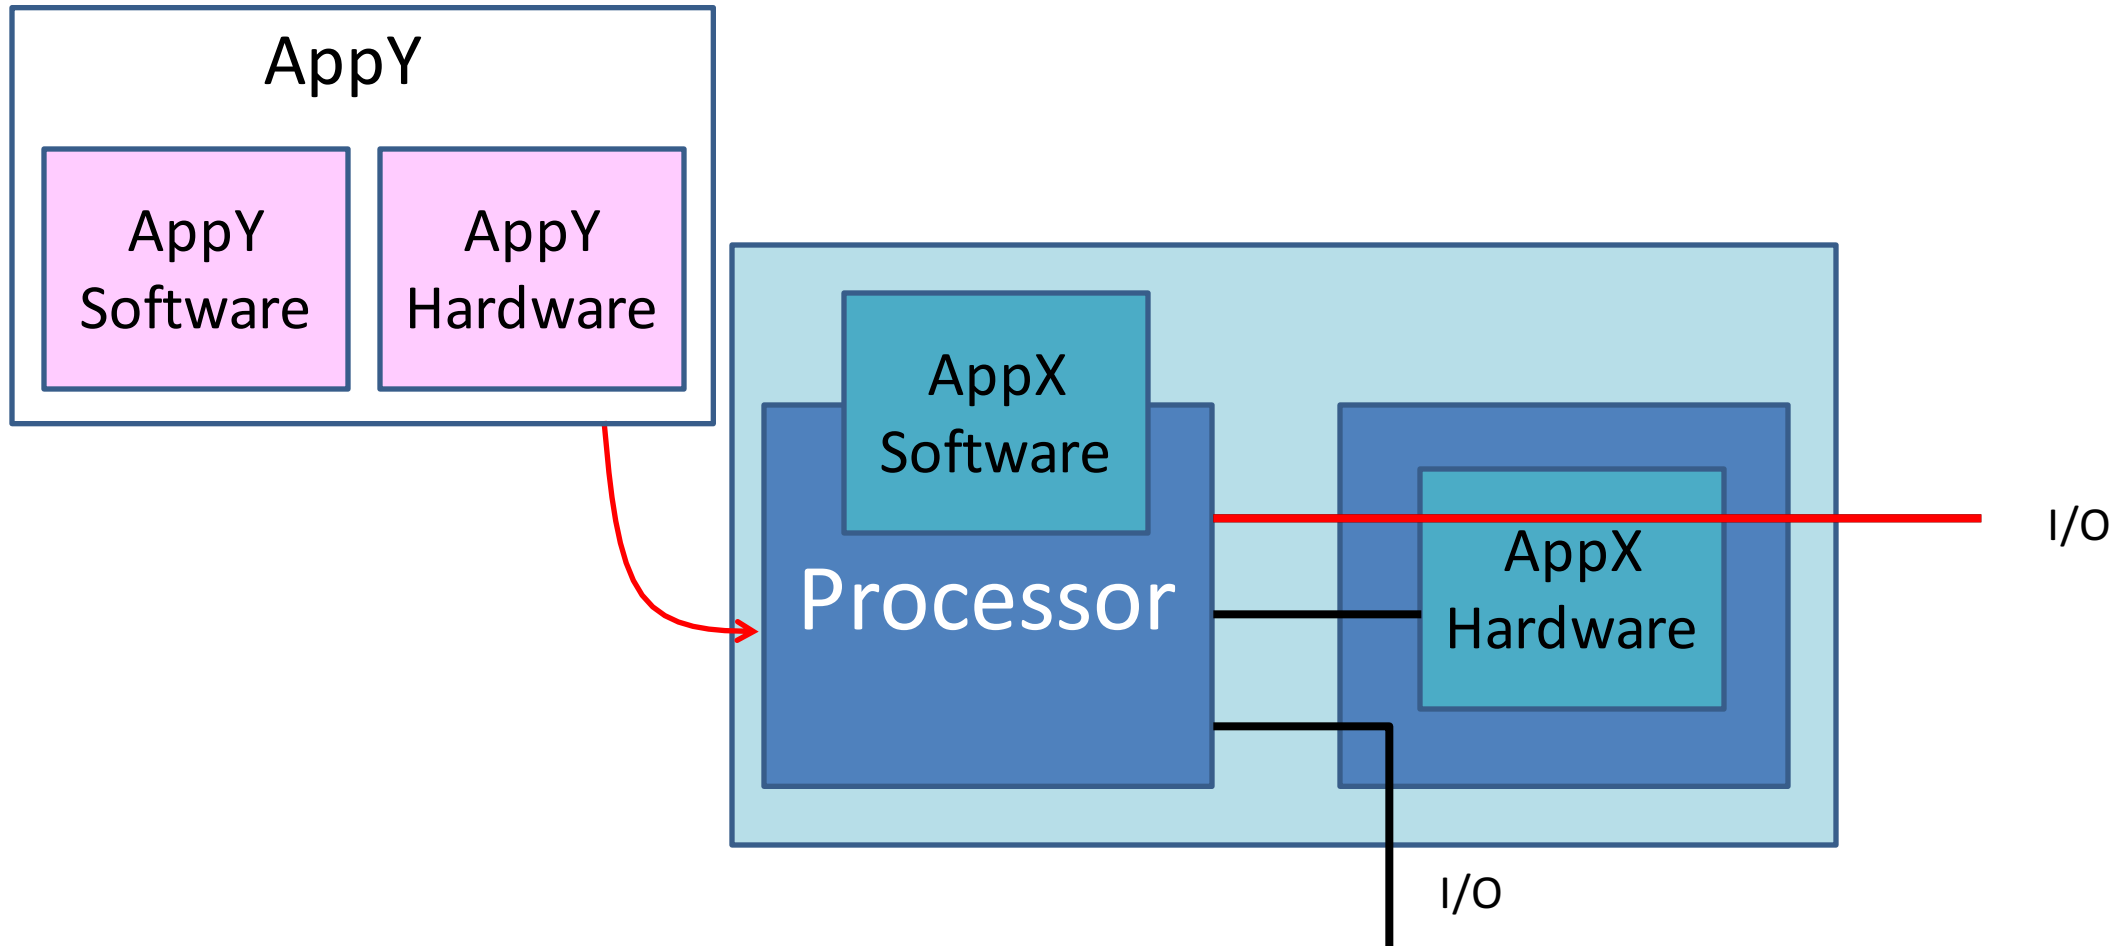 AppY
AppY
Software
AppY
Hardware
AppX
Software
Processor
AppX
Hardware
I/O
I/O